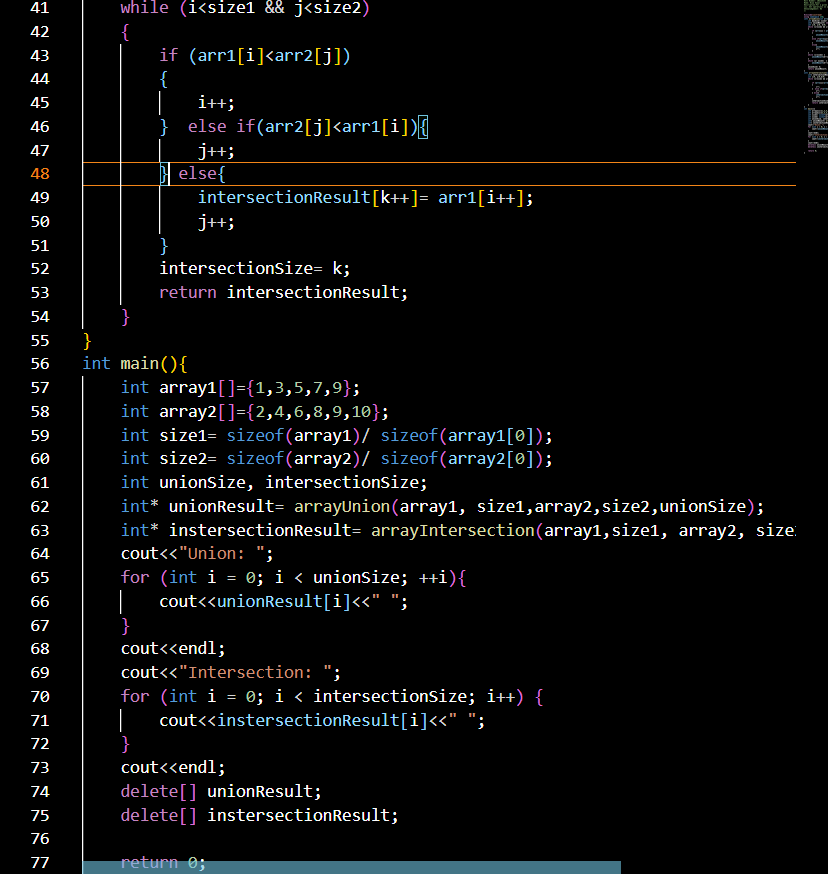 41 while (i<size1 && j<size2)
42 {
43 if (arr1[i]<arr2[j])
44 {
45 i++;
46 } else if(arr2[j]<arr1[i]){
47 j++;
48 } else{
49 intersectionResult[k++]= arr1[i++];
50 j++;
51 }
52 intersectionSize= k;
53 return intersectionResult;
54 }
55 }
56 int main(){
57 int array1[]={1,3,5,7,9};
58 int array2[]={2,4,6,8,9,10};
59 int size1= sizeof(array1)/ sizeof(array1[0]);
60 int size2= sizeof(array2)/ sizeof(array2[0]);
61 int unionSize, intersectionSize;
62 int* unionResult= arrayUnion(array1, size1,array2,size2,unionSize);
63 int* instersectionResult= arrayIntersection(array1,size1, array2, size
64 cout<<"Union: ";
65 for (int i = 0; i < unionSize; ++i){
66 cout<<unionResult[i]<<" ";
67 }
68 cout<<endl;
69 cout<<"Intersection: ";
70 for (int i = 0; i < intersectionSize; i++) {
71 cout<<instersectionResult[i]<<" ";
72 }
73 cout<<endl;
74 delete[] unionResult;
75 delete[] instersectionResult;
76
77 return 0;